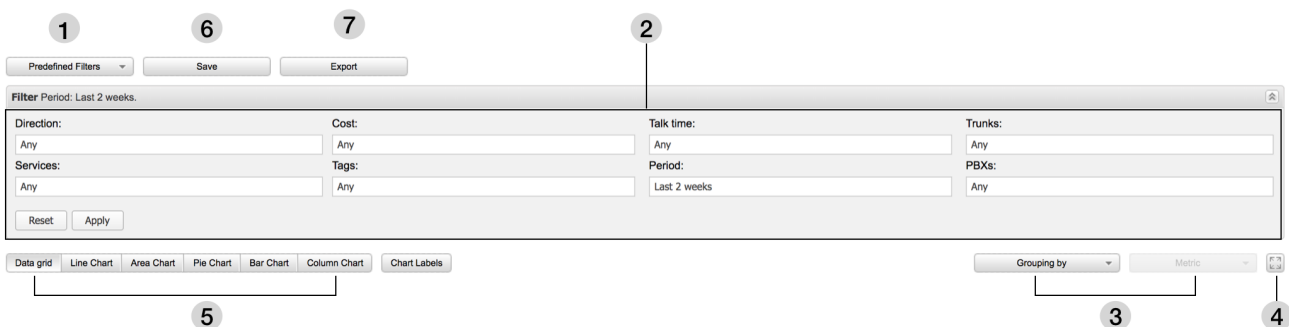 1 6 7 2
Predefined Filters Save Export
Filter Period: Last 2 weeks.
Direction: Cost: Talk time: Trunks:
Any Any Any Any
Services: Tags: Period: PBXs:
Any Any Last 2 weeks Any
Reset Apply
Data grid Line Chart Area Chart Pie Chart Bar Chart Column Chart Chart Labels Grouping by Metric
5 3 4